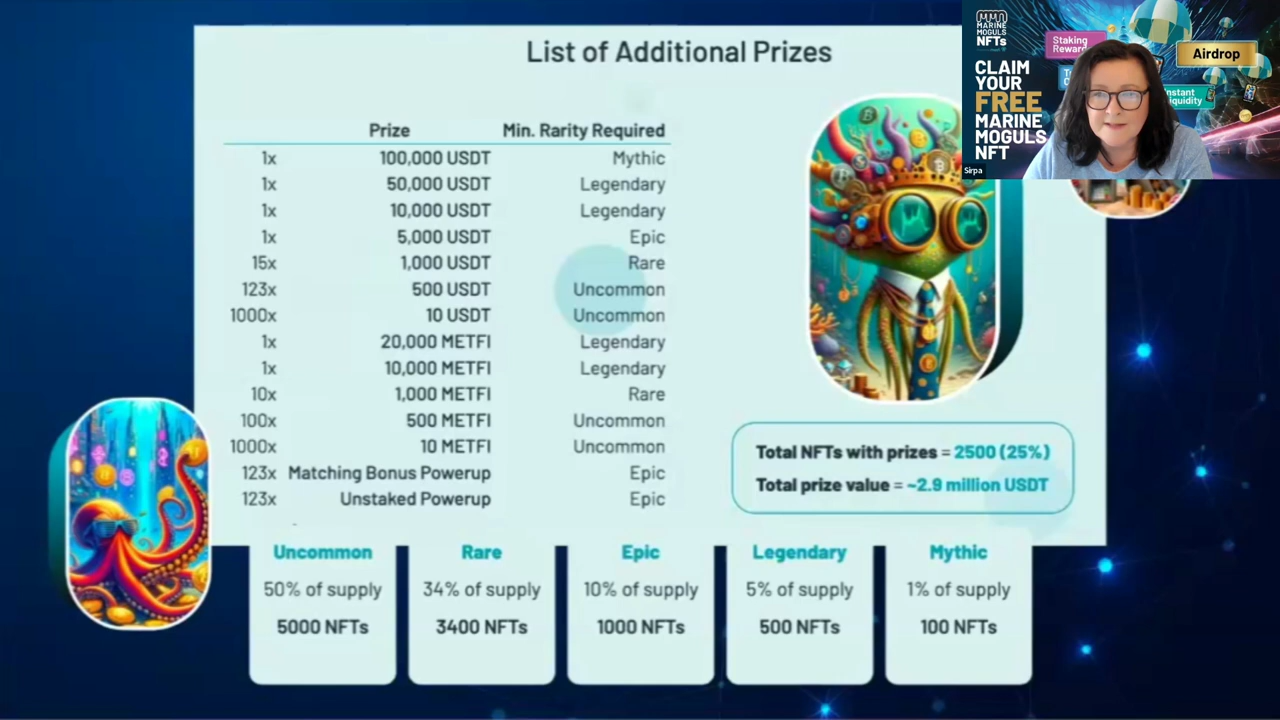 List of Additional Prizes
Prize Min. Rarity Required
1x 100,000 USDT Mythic
1x 50,000 USDT Legendary
1x 10,000 USDT Legendary
1x 5,000 USDT Epic
15x 1,000 USDT Rare
123x 500 USDT Uncommon
1000x 10 USDT Uncommon
1x 20,000 METFI Legendary
1x 10,000 METFI Legendary
10x 1,000 METFI Rare
100x 500 METFI Uncommon
1000x 10 METFI Uncommon
123x Matching Bonus Powerup Epic
123x Unstaked Powerup Epic
Total NFTs with prizes = 2500 (25%)
Total prize value = ~2.9 million USDT
Uncommon
50% of supply
5000 NFTs
Rare
34% of supply
3400 NFTs
Epic
10% of supply
1000 NFTs
Legendary
5% of supply
500 NFTs
Mythic
1% of supply
100 NFTs
MARINE
MOGULS
NFTs
CLAIM
YOUR
FREE
MARINE
MOGULS
NFT
Staking
Airdrop
Sirpa